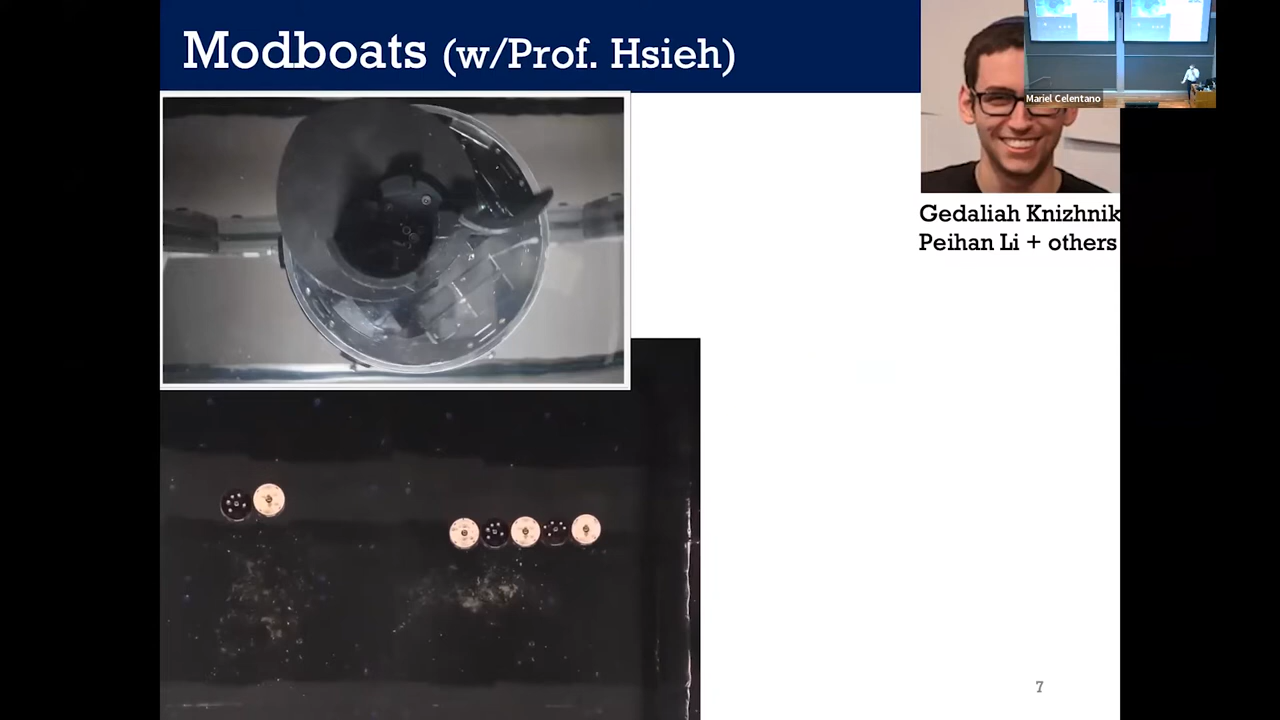 Modboats (w/Prof. Hsieh)
Mariel Celentano
Gedaliah Knizhnik
Peihan Li + others
7